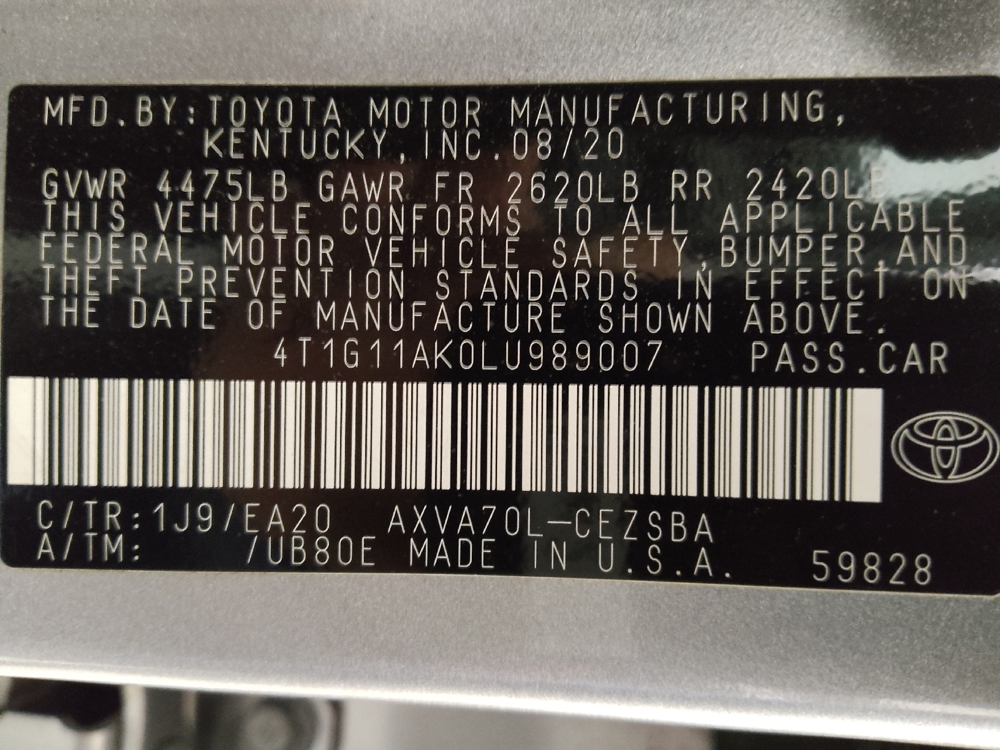 MFD.BY:TOYOTA MOTOR MANUFACTURING,
KENTUCKY, INC. 08/20
GVWR 4475LB GAWR FR 2620LB RR 2420LB
THIS VEHICLE CONFORMS TO ALL APPLICABLE
FEDERAL MOTOR VEHICLE SAFETY,BUMPER,AND
THEFT PREVENTION STANDARDS IN EFFECT ON
THE DATE OF MANUFACTURE SHOWN ABOVE.
4T1G11AK0LU989007 PASS.CAR
C/TR:1J9/EA20 AXVA70L-CEZSBA
A/TM: /UB80E MADE IN U.S.A. 59828